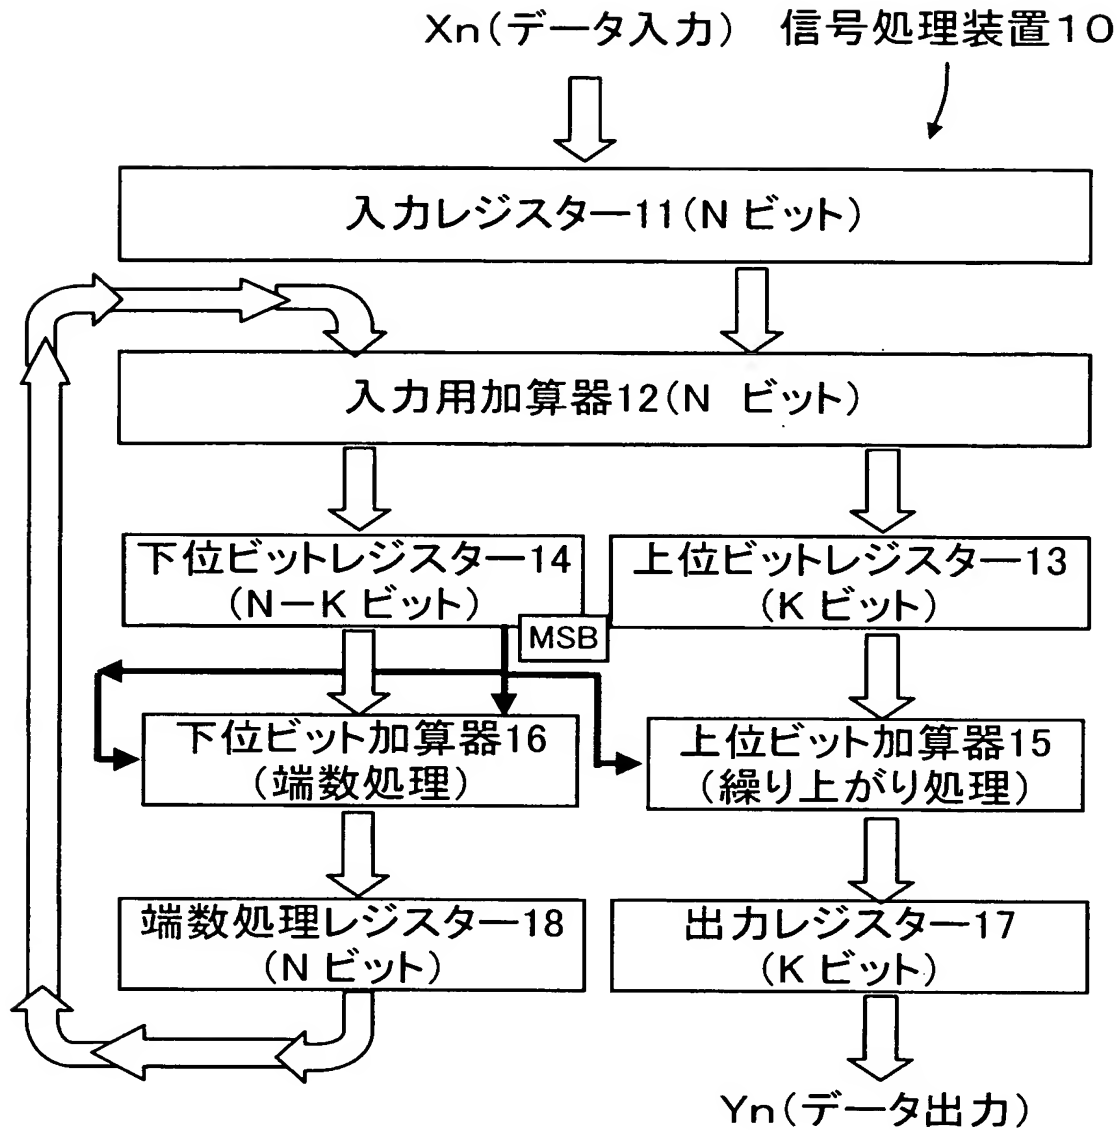 Xn(データ入力) 信号処理装置10
入力レジスター11(N ビット)
入力用加算器12(N ビット)
下位ビットレジスター14
(N－K ビット)
上位ビットレジスター13
(K ビット)
MSB
下位ビット加算器16
(端数処理)
上位ビット加算器15
(繰り上がり処理)
端数処理レジスター18
(N ビット)
出力レジスター17
(K ビット)
Yn(データ出力)